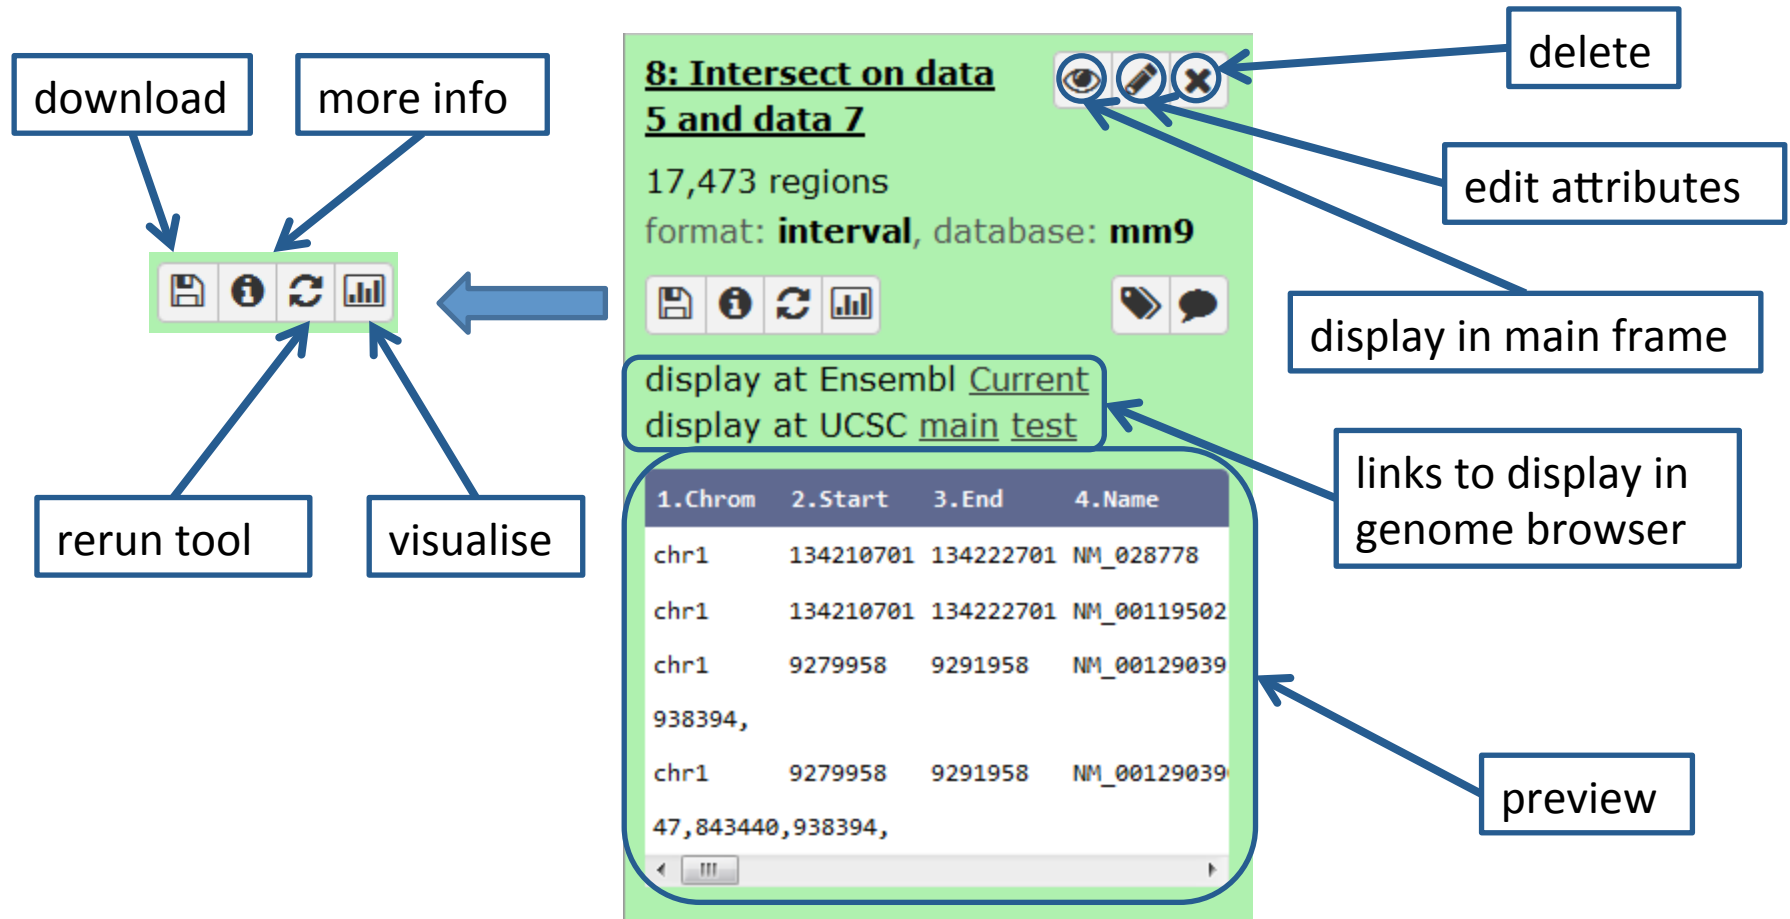 download
more info
rerun tool
visualise
8: Intersect on data
5 and data 7
17,473 regions
format: interval, database: mm9
display at Ensembl Current
display at UCSC main test
1.Chrom 2.Start 3.End 4.Name
chr1 134210701 134222701 NM_028778
chr1 134210701 134222701 NM_00119502
chr1 9279958 9291958 NM_00129039
938394,
chr1 9279958 9291958 NM_00129039
47,843440,938394,
delete
edit attributes
display in main frame
links to display in
genome browser
preview